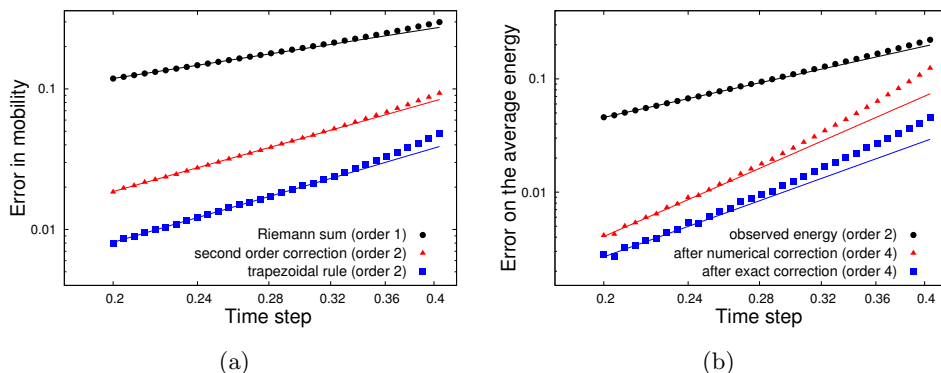 Error in mobility
0.1
0.01
Riemann sum (order 1)
second order correction (order 2)
trapezoidal rule (order 2)
0.2
0.24
0.28
0.32
0.36
0.4
Time step
(a)
Error on the average energy
0.1
0.01
observed energy (order 2)
after numerical correction (order 4)
after exact correction (order 4)
0.2
0.24
0.28
0.32
0.36
0.4
Time step
(b)